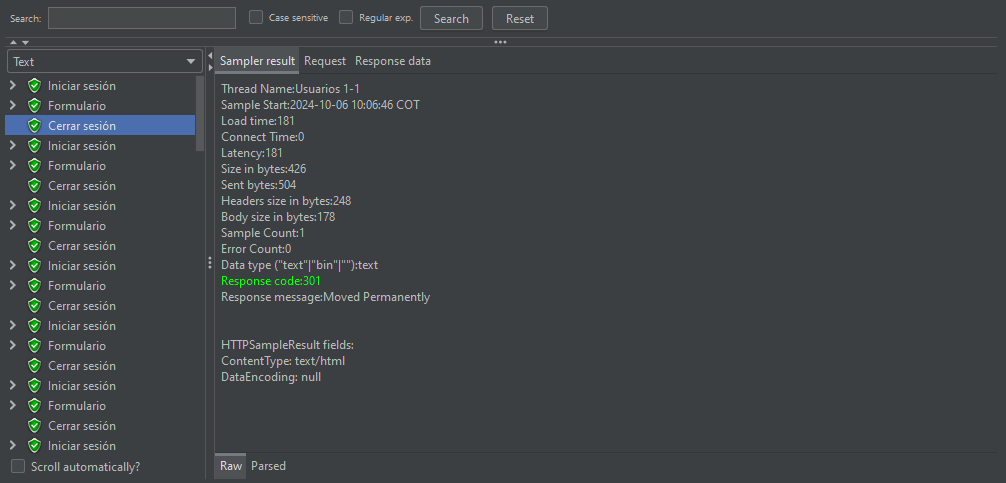 Search: Case sensitive Regular exp. Search Reset
Text
Iniciar sesión
Formulario
Cerrar sesión
Iniciar sesión
Formulario
Cerrar sesión
Iniciar sesión
Formulario
Cerrar sesión
Iniciar sesión
Formulario
Cerrar sesión
Iniciar sesión
Formulario
Cerrar sesión
Iniciar sesión
Formulario
Cerrar sesión
Iniciar sesión
Scroll automatically?
Sampler result Request Response data
Thread Name:Usuarios 1-1
Sample Start:2024-10-06 10:06:46 COT
Load time:181
Connect Time:0
Latency:181
Size in bytes:426
Sent bytes:504
Headers size in bytes:248
Body size in bytes:178
Sample Count:1
Error Count:0
Data type ("text"|"bin"|""):text
Response code:301
Response message:Moved Permanently
HTTPSampleResult fields:
ContentType: text/html
DataEncoding: null
Raw Parsed